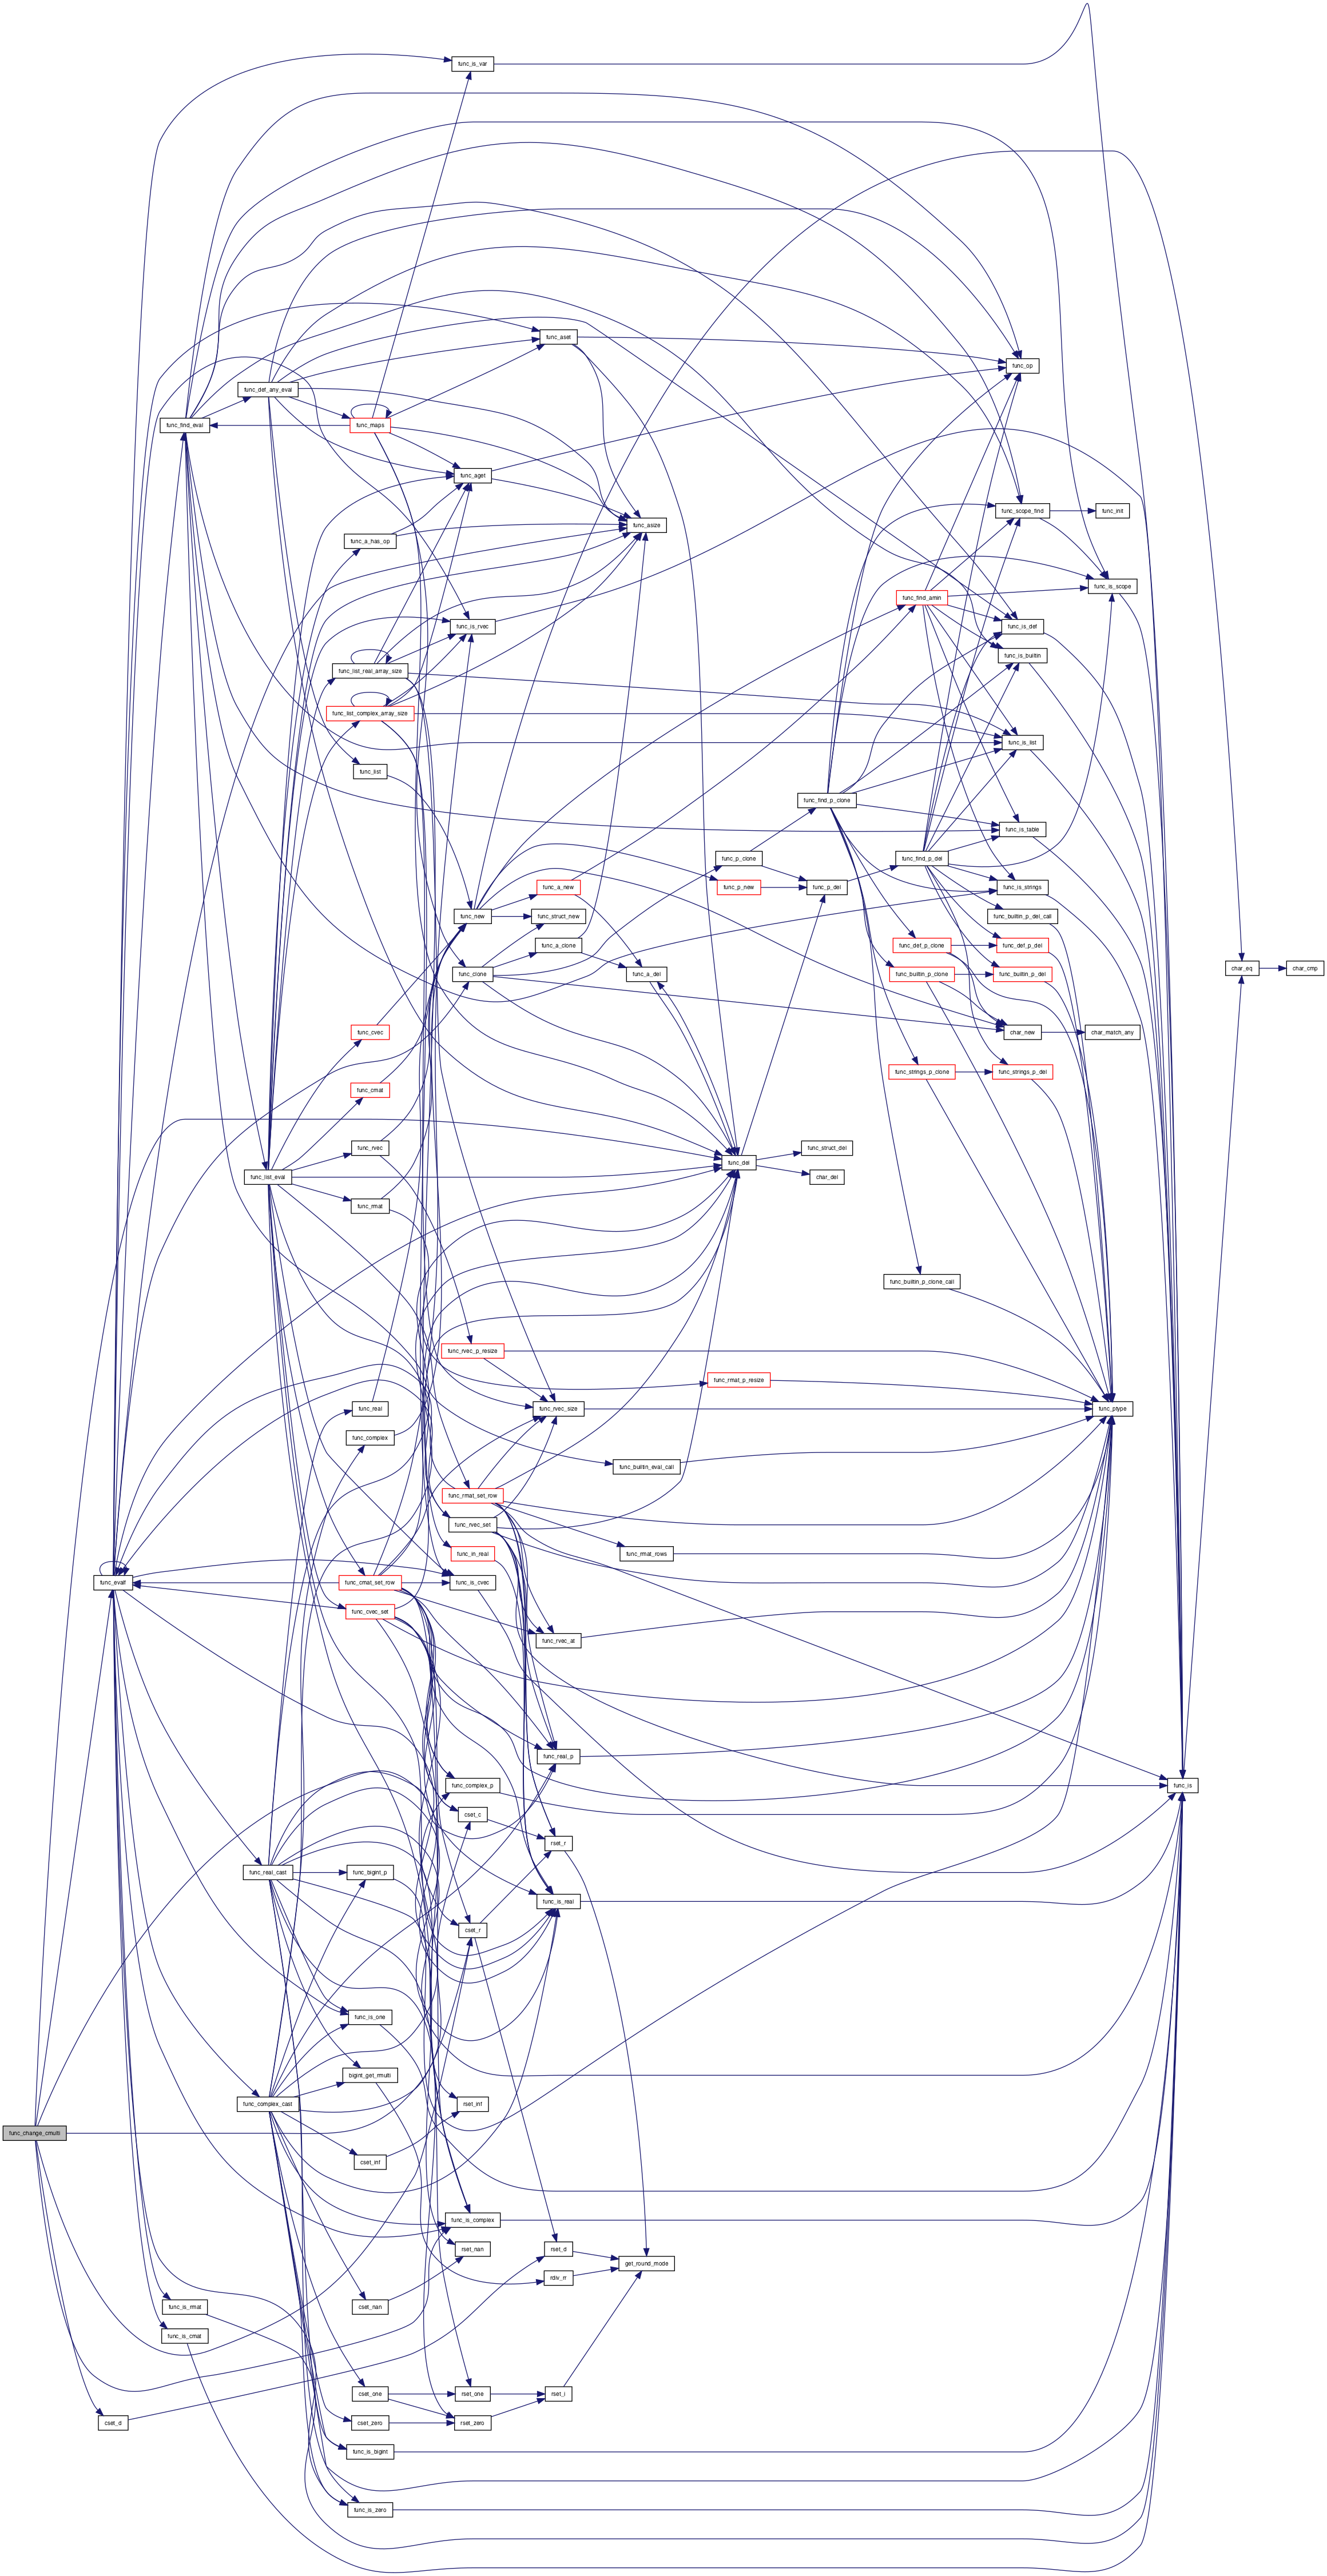 func_is_var
func_aset
func_op
func_def_any_eval
func_maps
func_find_eval
func_aget
func_scope_find
func_init
func_asize
func_a_has_op
func_is_scope
func_find_amin
func_is_rvec
func_is_def
func_is_builtin
func_list_real_array_size
func_list_complex_array_size
func_is_list
func_list
func_find_p_clone
func_is_table
func_p_clone
func_find_p_del
func_a_new
func_p_new
func_p_del
func_is_strings
func_new
func_struct_new
func_builtin_p_del_call
func_a_clone
func_def_p_clone
func_def_p_del
char_eq
char_cmp
func_clone
func_a_del
func_builtin_p_clone
func_builtin_p_del
func_cvec
char_new
char_match_any
func_strings_p_clone
func_strings_p_del
func_cmat
func_rvec
func_struct_del
func_del
func_list_eval
char_del
func_rmat
func_builtin_p_clone_call
func_rvec_p_resize
func_rmat_p_resize
func_real
func_rvec_size
func_ptype
func_complex
func_builtin_eval_call
func_rmat_set_row
func_rvec_set
func_in_real
func_rmat_rows
func_evalf
func_cmat_set_row
func_is_cvec
func_cvec_set
func_rvec_at
func_real_p
func_complex_p
func_is
cset_c
rset_r
func_real_cast
func_bigint_p
func_is_real
cset_r
func_is_one
bigint_get_rmulti
func_complex_cast
rset_inf
func_change_cmulti
cset_inf
func_is_complex
rset_nan
rset_d
get_round_mode
rdiv_rr
func_is_rmat
cset_nan
func_is_cmat
cset_one
rset_one
rset_i
cset_d
cset_zero
rset_zero
func_is_bigint
func_is_zero